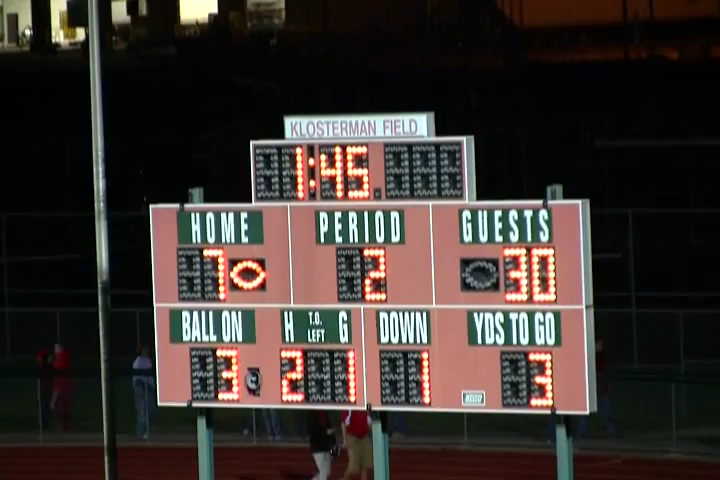 KLOSTERMAN FIELD
1:45
HOME PERIOD GUESTS
7 2 30
BALL ON H T.O. LEFT G DOWN YDS TO GO
3 2 1 1 3